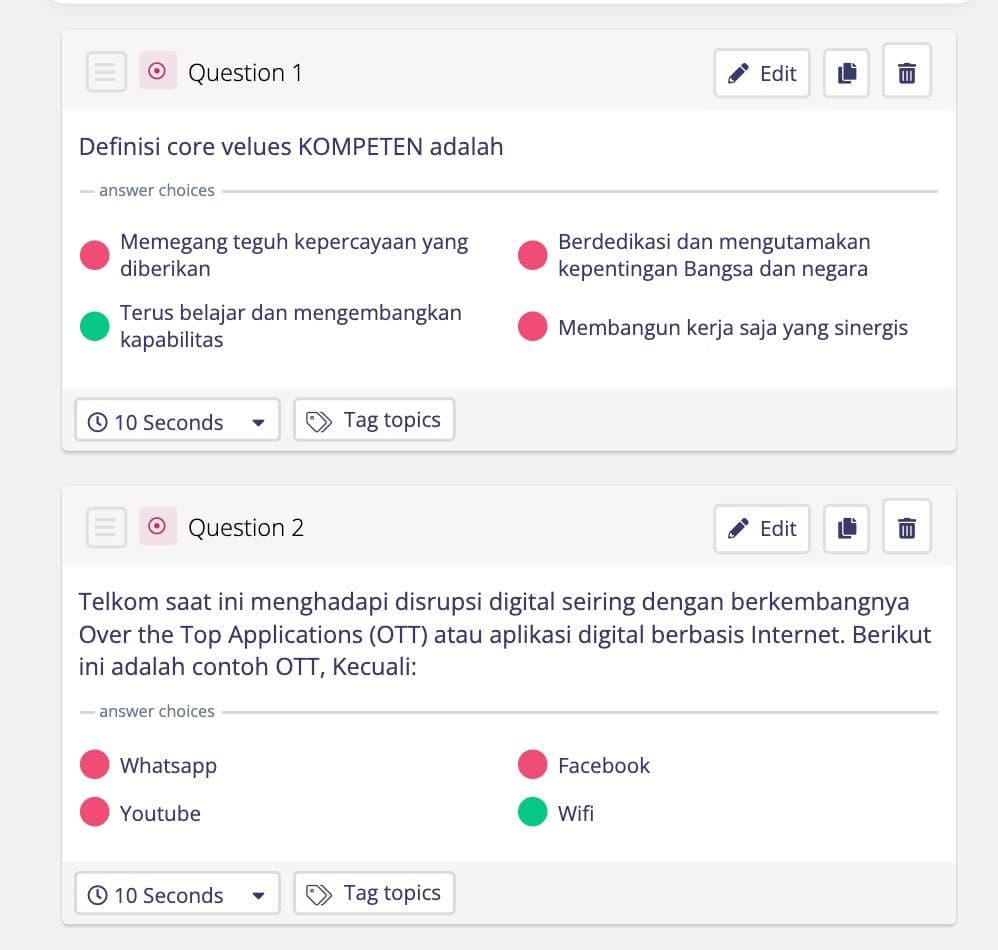 Question 1
Edit
Definisi core velues KOMPETEN adalah
answer choices
Memegang teguh kepercayaan yang
diberikan
Berdedikasi dan mengutamakan
kepentingan Bangsa dan negara
Terus belajar dan mengembangkan
kapabilitas
Membangun kerja saja yang sinergis
10 Seconds
Tag topics
Question 2
Edit
Telkom saat ini menghadapi disrupsi digital seiring dengan berkembangnya
Over the Top Applications (OTT) atau aplikasi digital berbasis Internet. Berikut
ini adalah contoh OTT, Kecuali:
answer choices
Whatsapp
Facebook
Youtube
Wifi
10 Seconds
Tag topics